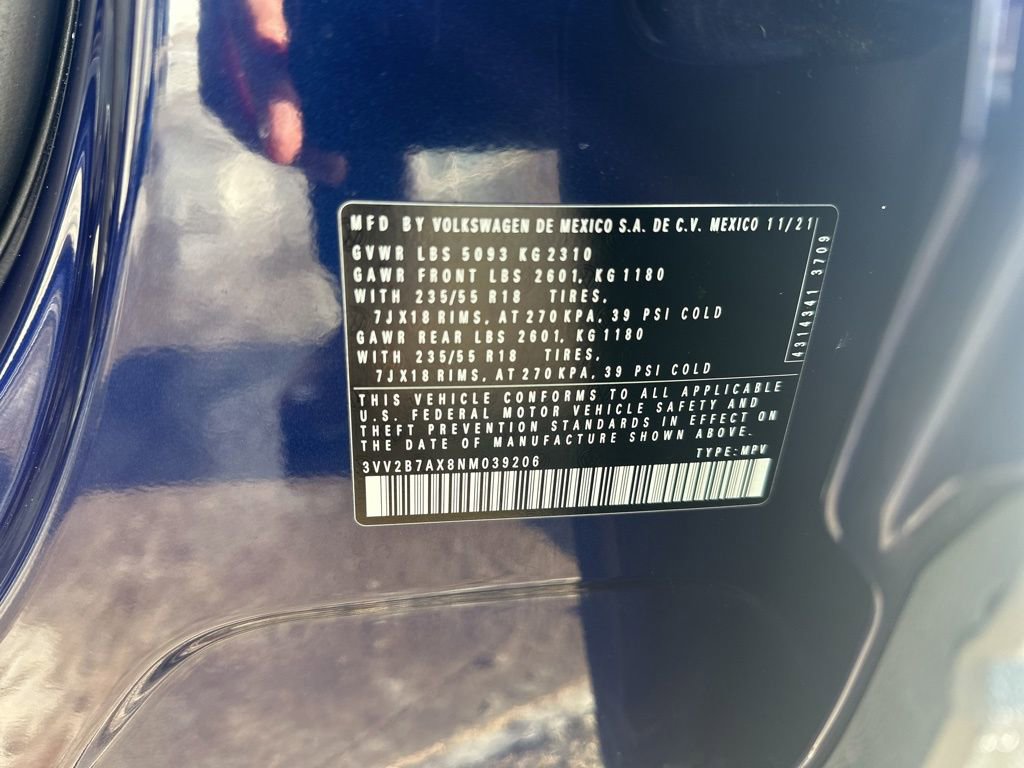 MFD BY VOLKSWAGEN DE MEXICO S.A. DE C.V. MEXICO 11/21
GVWR LBS 5093 KG 2310
GAWR FRONT LBS 2601, KG 1180
WITH 235/55 R18 TIRES,
7JX18 RIMS, AT 270 KPA, 39 PSI COLD
GAWR REAR LBS 2601, KG 1180
WITH 235/55 R18 TIRES,
7JX18 RIMS, AT 270 KPA, 39 PSI COLD
4314341 3709
THIS VEHICLE CONFORMS TO ALL APPLICABLE
U.S. FEDERAL MOTOR VEHICLE SAFETY AND
THEFT PREVENTION STANDARDS IN EFFECT ON
THE DATE OF MANUFACTURE SHOWN ABOVE.
3VV2B7AX8NM039206 TYPE: MPV